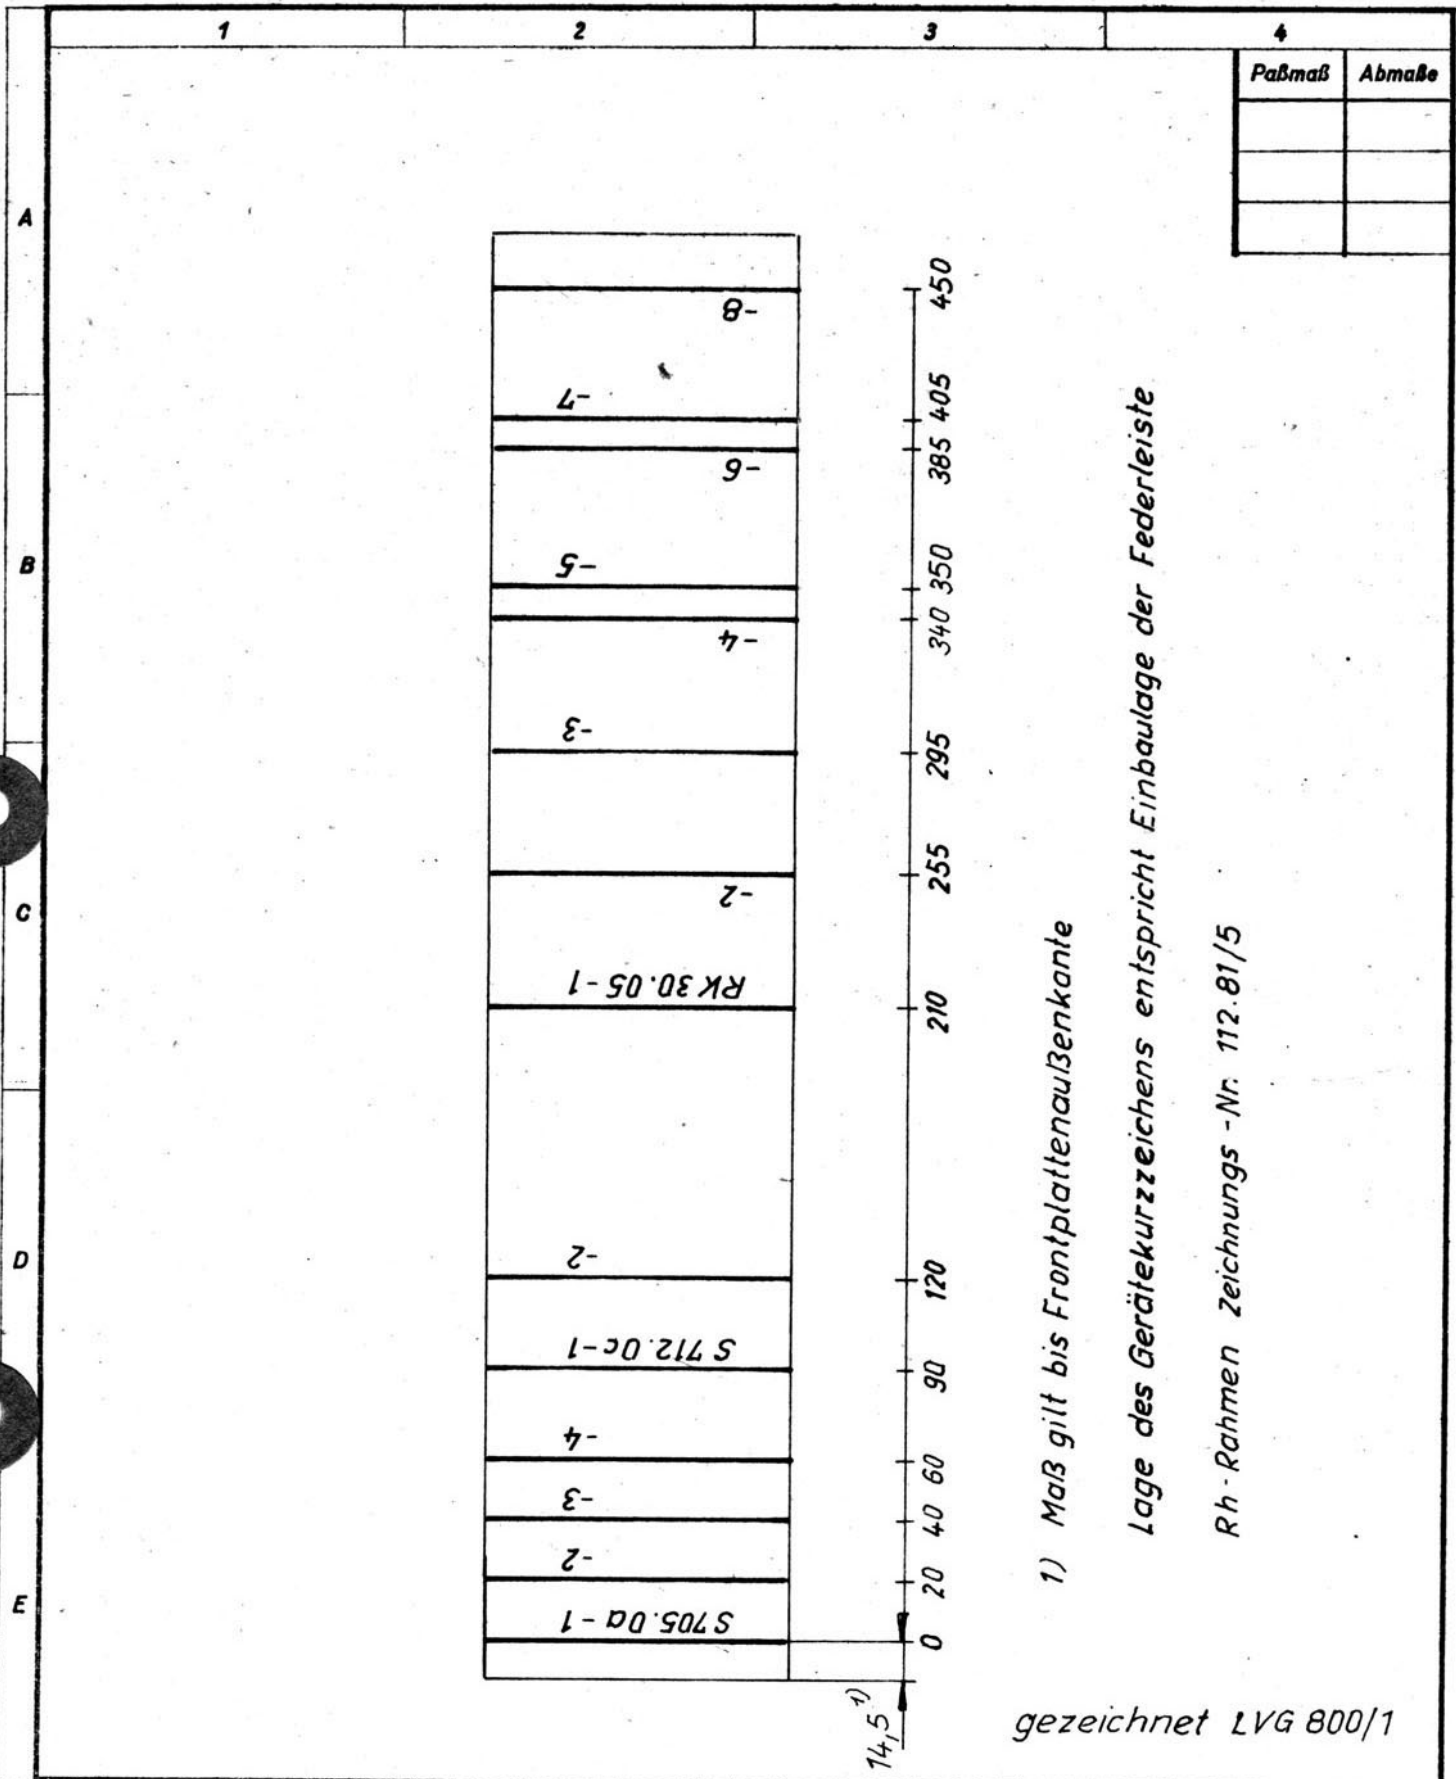 1 2 3 4
Paßmaß Abmaße
A
B
C
D
E
-8
-7
-6
-5
-4
-3
-2
RK 30.05-1
-2
S 712.0c-1
-4
-3
-2
S705.0a-1
450
405
385
350
340
295
255
210
120
90
60
40
20
0
14,5 1)
1) Maß gilt bis Frontplattenaußenkante
Lage des Gerätekurzzeichens entspricht Einbaulage der Federleiste
Rh-Rahmen zeichnungs-Nr. 112.81/5
gezeichnet LVG 800/1